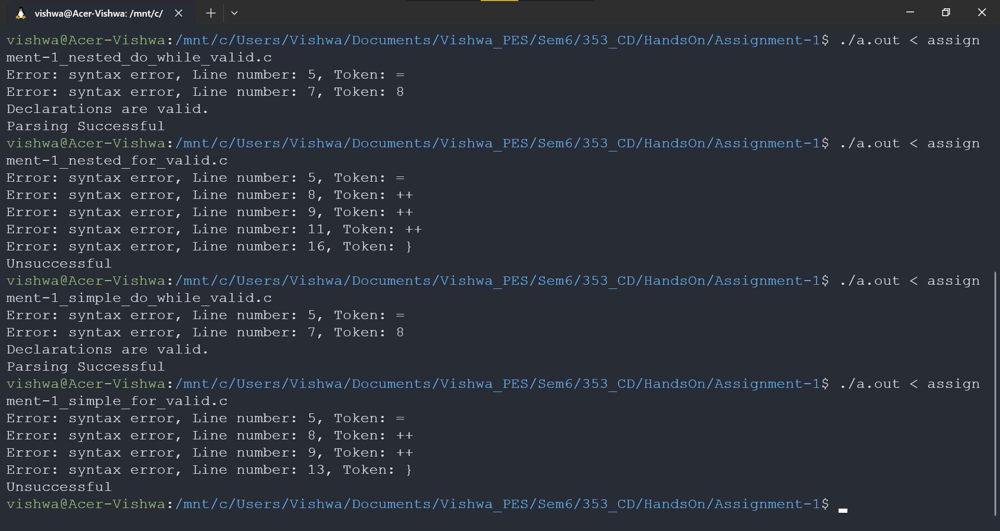 vishwa@Acer-Vishwa: /mnt/c/
vishwa@Acer-Vishwa:/mnt/c/Users/Vishwa/Documents/Vishwa_PES/Sem6/353_CD/HandsOn/Assignment-1$ ./a.out < assign
ment-1_nested_do_while_valid.c
Error: syntax error, Line number: 5, Token: =
Error: syntax error, Line number: 7, Token: 8
Declarations are valid.
Parsing Successful
vishwa@Acer-Vishwa:/mnt/c/Users/Vishwa/Documents/Vishwa_PES/Sem6/353_CD/HandsOn/Assignment-1$ ./a.out < assign
ment-1_nested_for_valid.c
Error: syntax error, Line number: 5, Token: =
Error: syntax error, Line number: 8, Token: ++
Error: syntax error, Line number: 9, Token: ++
Error: syntax error, Line number: 11, Token: ++
Error: syntax error, Line number: 16, Token: }
Unsuccessful
vishwa@Acer-Vishwa:/mnt/c/Users/Vishwa/Documents/Vishwa_PES/Sem6/353_CD/HandsOn/Assignment-1$ ./a.out < assign
ment-1_simple_do_while_valid.c
Error: syntax error, Line number: 5, Token: =
Error: syntax error, Line number: 7, Token: 8
Declarations are valid.
Parsing Successful
vishwa@Acer-Vishwa:/mnt/c/Users/Vishwa/Documents/Vishwa_PES/Sem6/353_CD/HandsOn/Assignment-1$ ./a.out < assign
ment-1_simple_for_valid.c
Error: syntax error, Line number: 5, Token: =
Error: syntax error, Line number: 8, Token: ++
Error: syntax error, Line number: 9, Token: ++
Error: syntax error, Line number: 13, Token: }
Unsuccessful
vishwa@Acer-Vishwa:/mnt/c/Users/Vishwa/Documents/Vishwa_PES/Sem6/353_CD/HandsOn/Assignment-1$